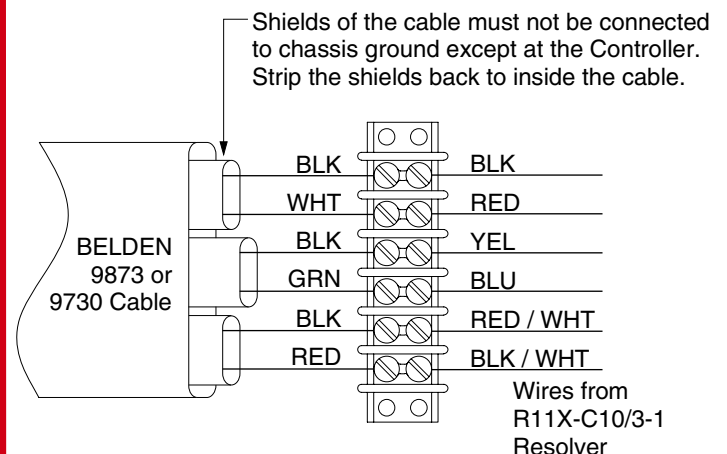 Shields of the cable must not be connected
to chassis ground except at the Controller.
Strip the shields back to inside the cable.
BLK BLK
WHT RED
BLK YEL
GRN BLU
BLK RED / WHT
RED BLK / WHT
BELDEN
9873 or
9730 Cable
Wires from
R11X-C10/3-1
Resolver